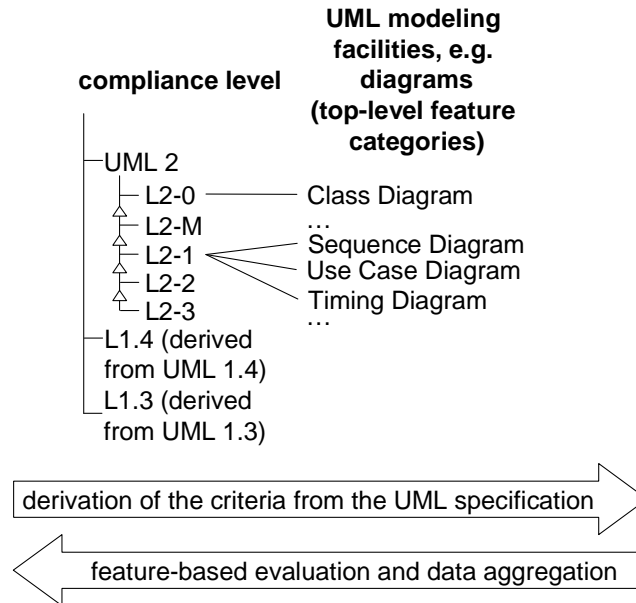 UML modeling
facilities, e.g.
diagrams
(top-level feature
categories)
compliance level
UML 2
L2-0
Class Diagram
L2-M
...
L2-1
Sequence Diagram
Use Case Diagram
L2-2
Timing Diagram
L2-3
...
L1.4 (derived
from UML 1.4)
L1.3 (derived
from UML 1.3)
derivation of the criteria from the UML specification
feature-based evaluation and data aggregation